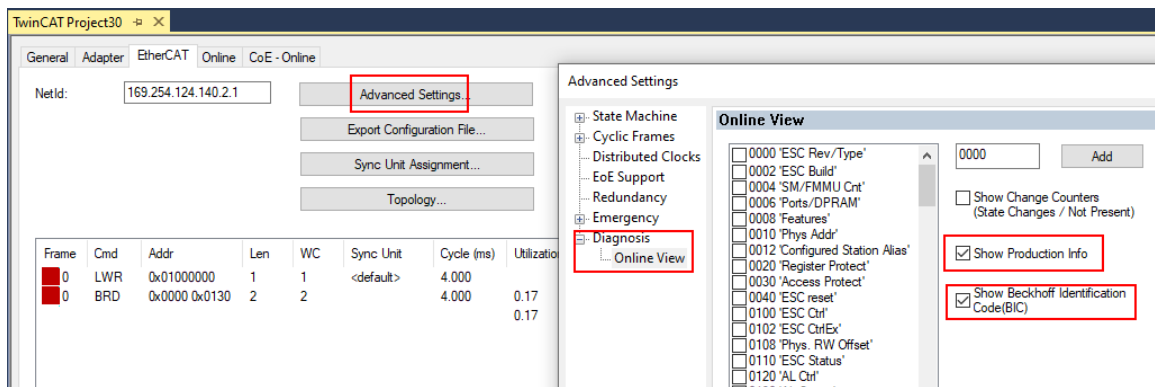 TwinCAT Project30
General Adapter EtherCAT Online CoE - Online
NetId: 169.254.124.140.2.1
Advanced Settings...
Export Configuration File...
Sync Unit Assignment...
Topology...
Frame Cmd Addr Len WC Sync Unit Cycle (ms) Utilizatio
0 LWR 0x01000000 1 1 <default> 4.000
0 BRD 0x0000 0x0130 2 2 4.000 0.17
0.17
Advanced Settings
State Machine
Cyclic Frames
Distributed Clocks
EoE Support
Redundancy
Emergency
Diagnosis
Online View
Online View
0000 'ESC Rev/Type'
0002 'ESC Build'
0004 'SM/FMMU Cnt'
0006 'Ports/DPRAM'
0008 'Features'
0010 'Phys Addr'
0012 'Configured Station Alias'
0020 'Register Protect'
0030 'Access Protect'
0040 'ESC reset'
0100 'ESC Ctrl'
0102 'ESC CtrlEx'
0108 'Phys. RW Offset'
0110 'ESC Status'
0120 'AL Ctrl'
0000 Add
Show Change Counters
(State Changes / Not Present)
Show Production Info
Show Beckhoff Identification
Code(BIC)